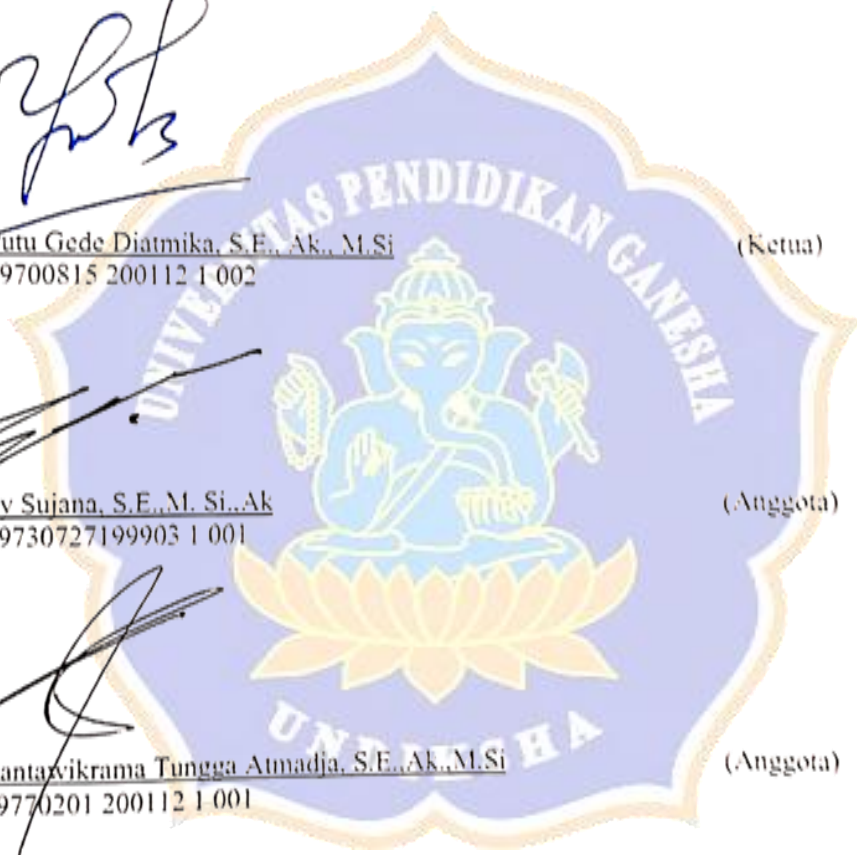 UNIVERSITAS PENDIDIKAN GANESHA
utu Gede Diatmika, S.E., Ak., M.Si (Ketua)
9700815 200112 1 002
y Sujana, S.E.,M. Si.,Ak (Anggota)
9730727199903 1 001
antawikrama Tungga Atmadja, S.E.,Ak.,M.Si (Anggota)
9770201 200112 1 001
UNDIKSHA